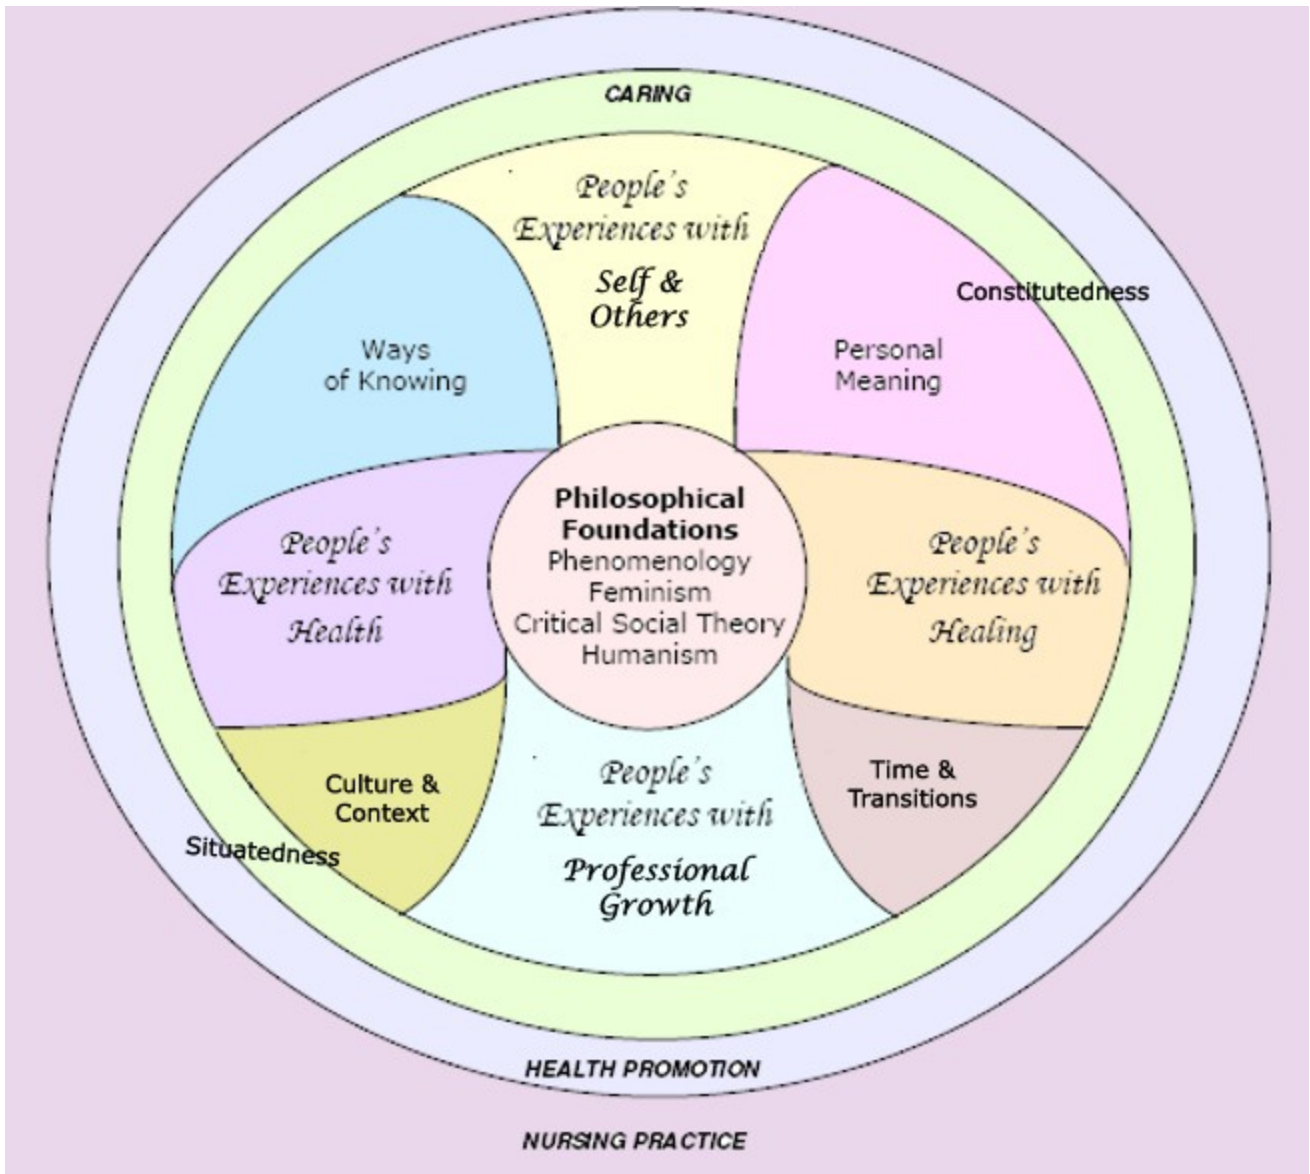 CARING
People's
Experiences with
Self &
Others
Constitutedness
Ways
of Knowing
Personal
Meaning
Philosophical
Foundations
Phenomenology
Feminism
Critical Social Theory
Humanism
People's
Experiences with
Health
People's
Experiences with
Healing
Culture &
Context
Situatedness
People's
Experiences with
Professional
Growth
Time &
Transitions
HEALTH PROMOTION
NURSING PRACTICE